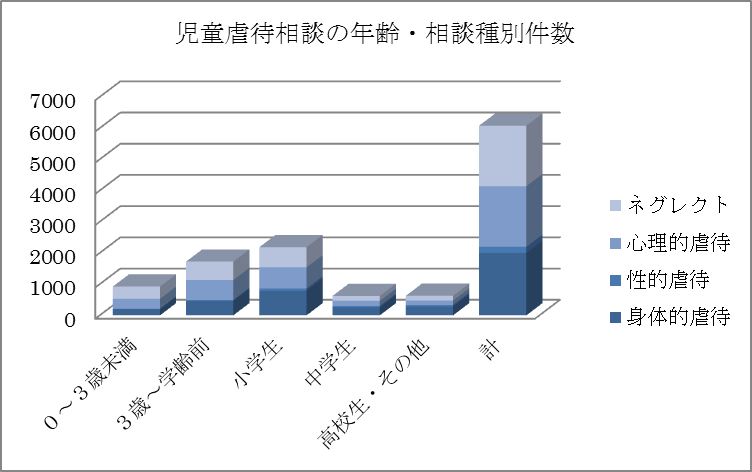 児童虐待相談の年齢・相談種別件数
7000
6000
5000
4000
3000
2000
1000
0
０～３歳未満
３歳～学齢前
小学生
中学生
高校生・その他
計
ネグレクト
心理的虐待
性的虐待
身体的虐待